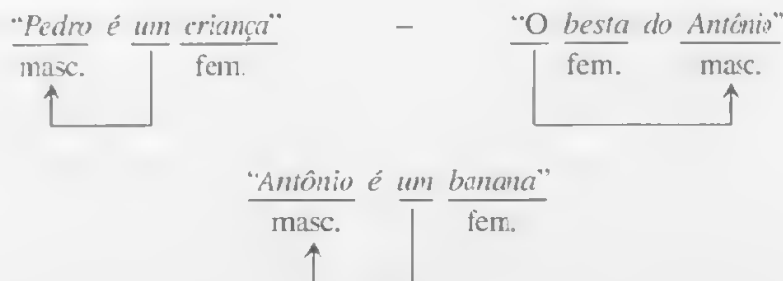 “Pedro é um criança” – “O besta do Antônio”
masc. fem. fem. masc.
“Antônio é um banana”
masc. fem.